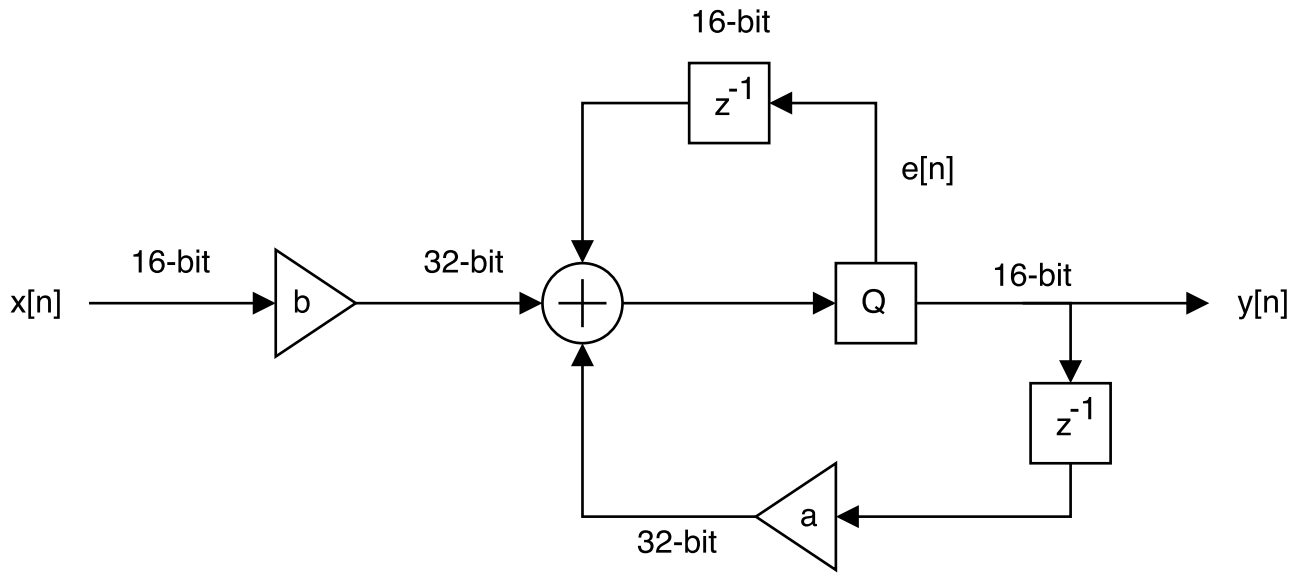 16-bit
z-1
e[n]
16-bit
32-bit
16-bit
x[n]
b
Q
y[n]
z-1
a
32-bit